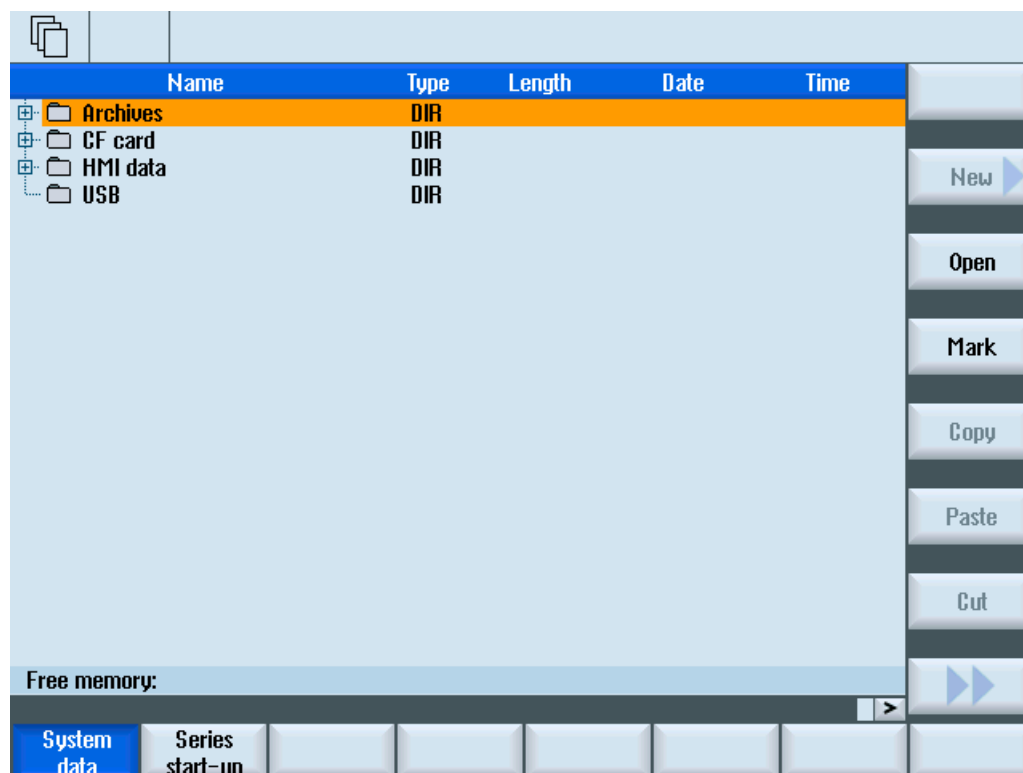 Name Type Length Date Time
Archives DIR
CF card DIR
HMI data DIR
USB DIR
New
Open
Mark
Copy
Paste
Cut
Free memory:
>
System data
Series start-up